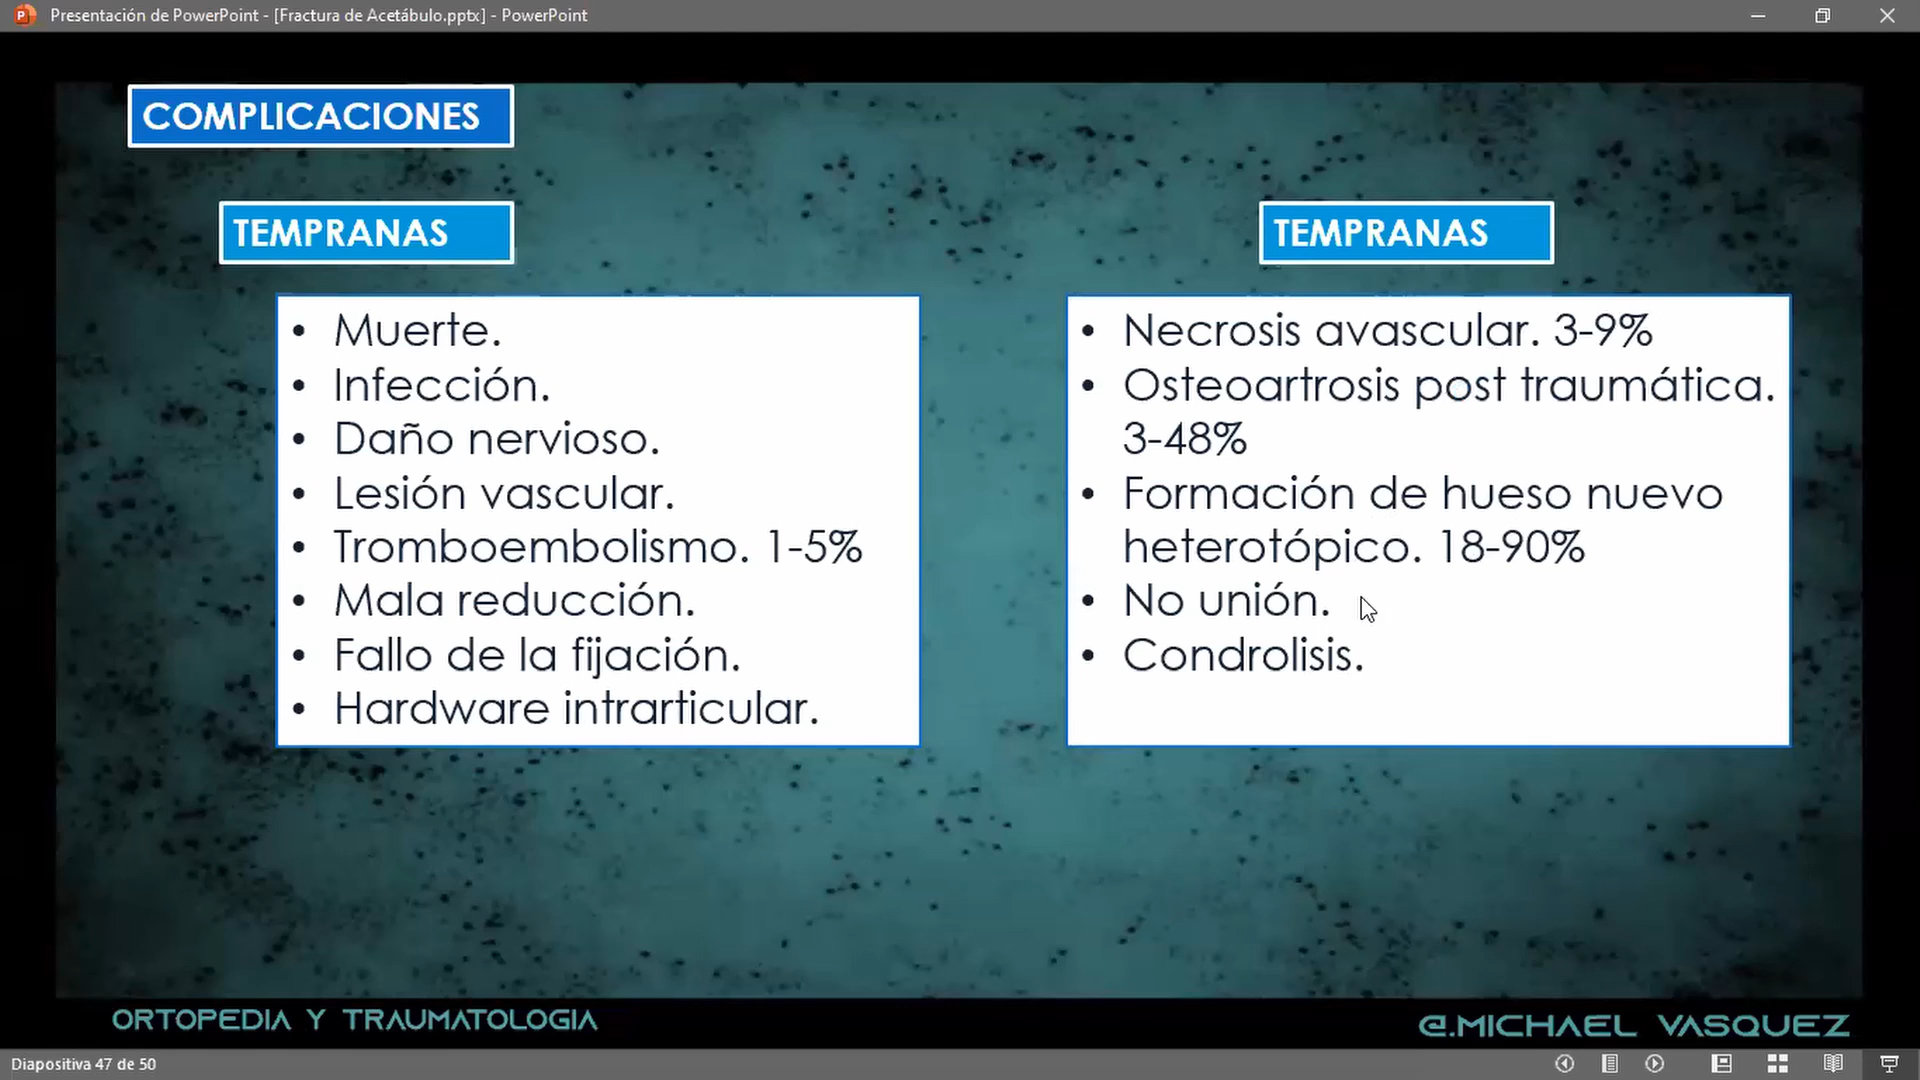 Presentación de PowerPoint - [Fractura de Acetábulo.pptx] - PowerPoint
COMPLICACIONES
TEMPRANAS
• Muerte.
• Infección.
• Daño nervioso.
• Lesión vascular.
• Tromboembolismo. 1-5%
• Mala reducción.
• Fallo de la fijación.
• Hardware intrarticular.
TEMPRANAS
• Necrosis avascular. 3-9%
• Osteoartrosis post traumática.
3-48%
• Formación de hueso nuevo
heterotópico. 18-90%
• No unión.
• Condrolisis.
ORTOPEDIA Y TRAUMATOLOGIA
@.MICHAEL VASQUEZ
Diapositiva 47 de 50